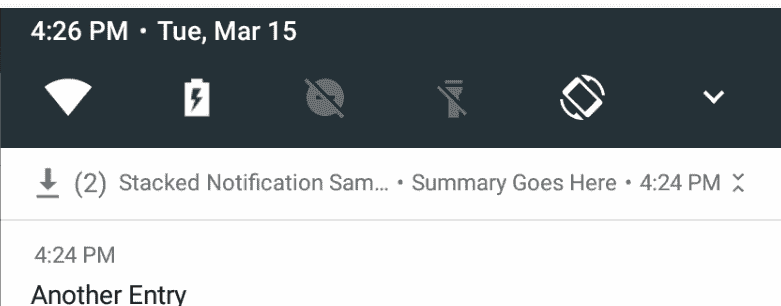 4:26 PM • Tue, Mar 15
(2) Stacked Notification Sam... • Summary Goes Here • 4:24 PM
4:24 PM
Another Entry